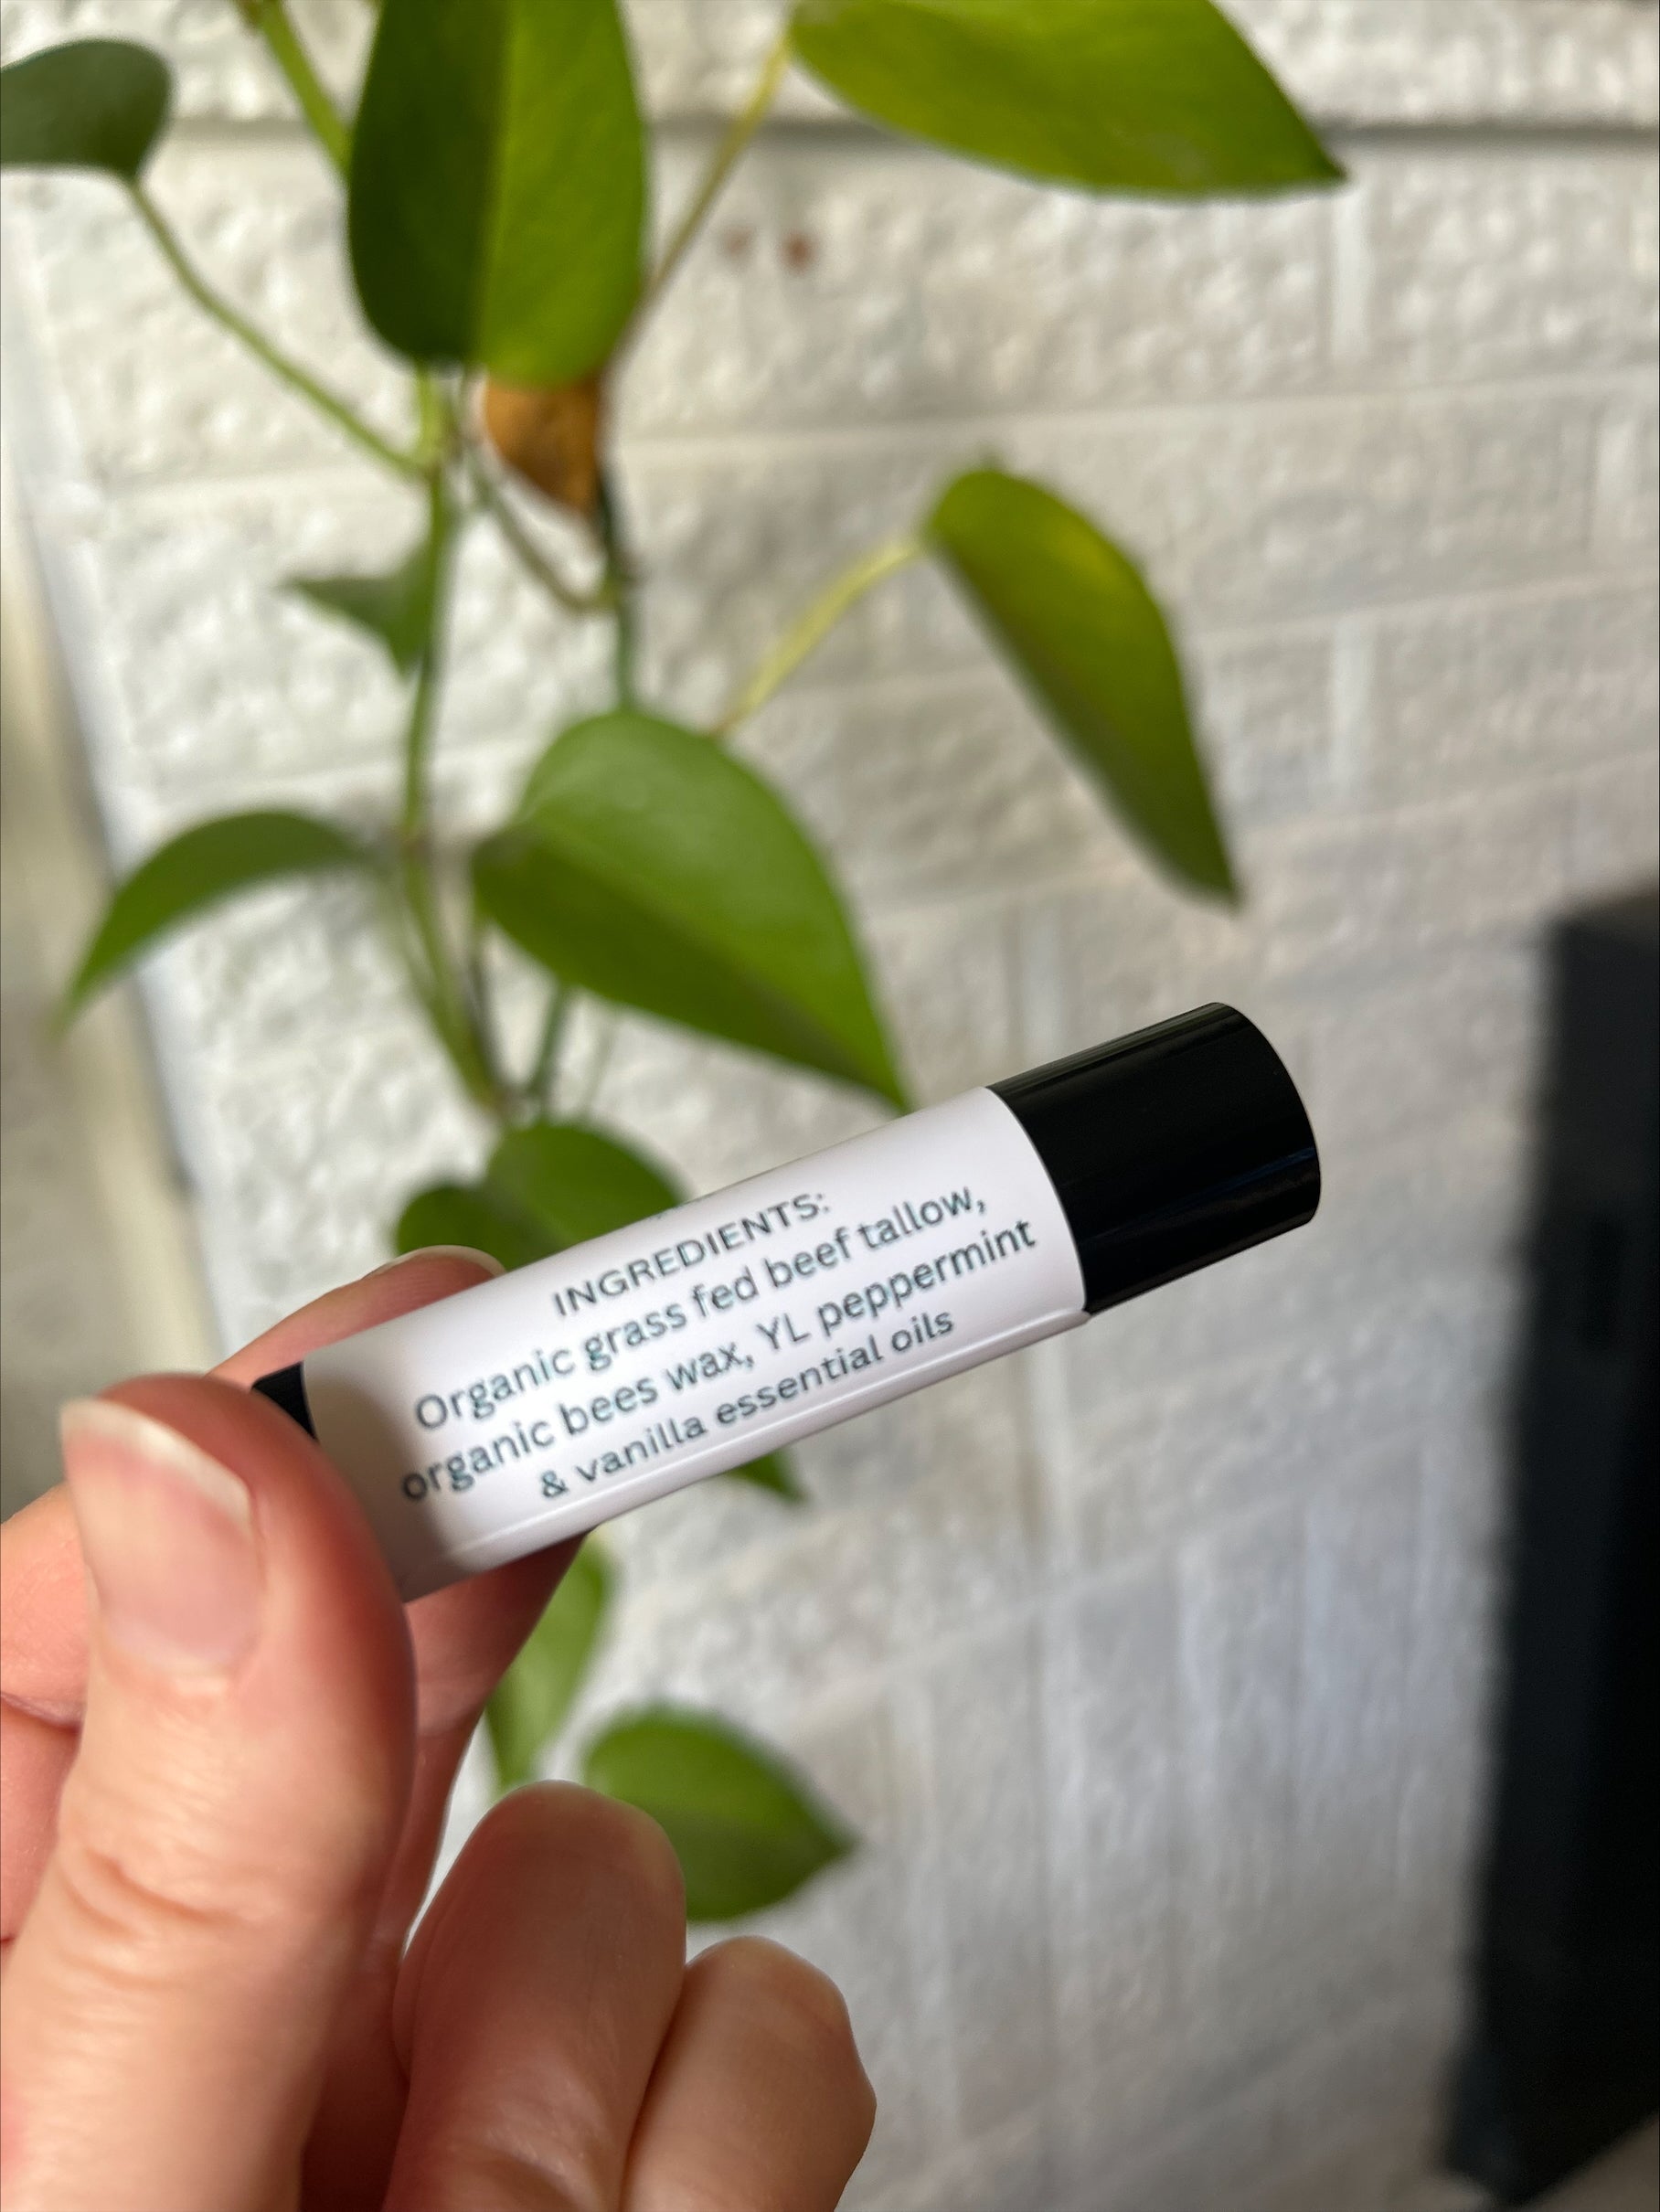 INGREDIENTS:
Organic grass fed beef tallow,
organic bees wax, YL peppermint
& vanilla essential oils